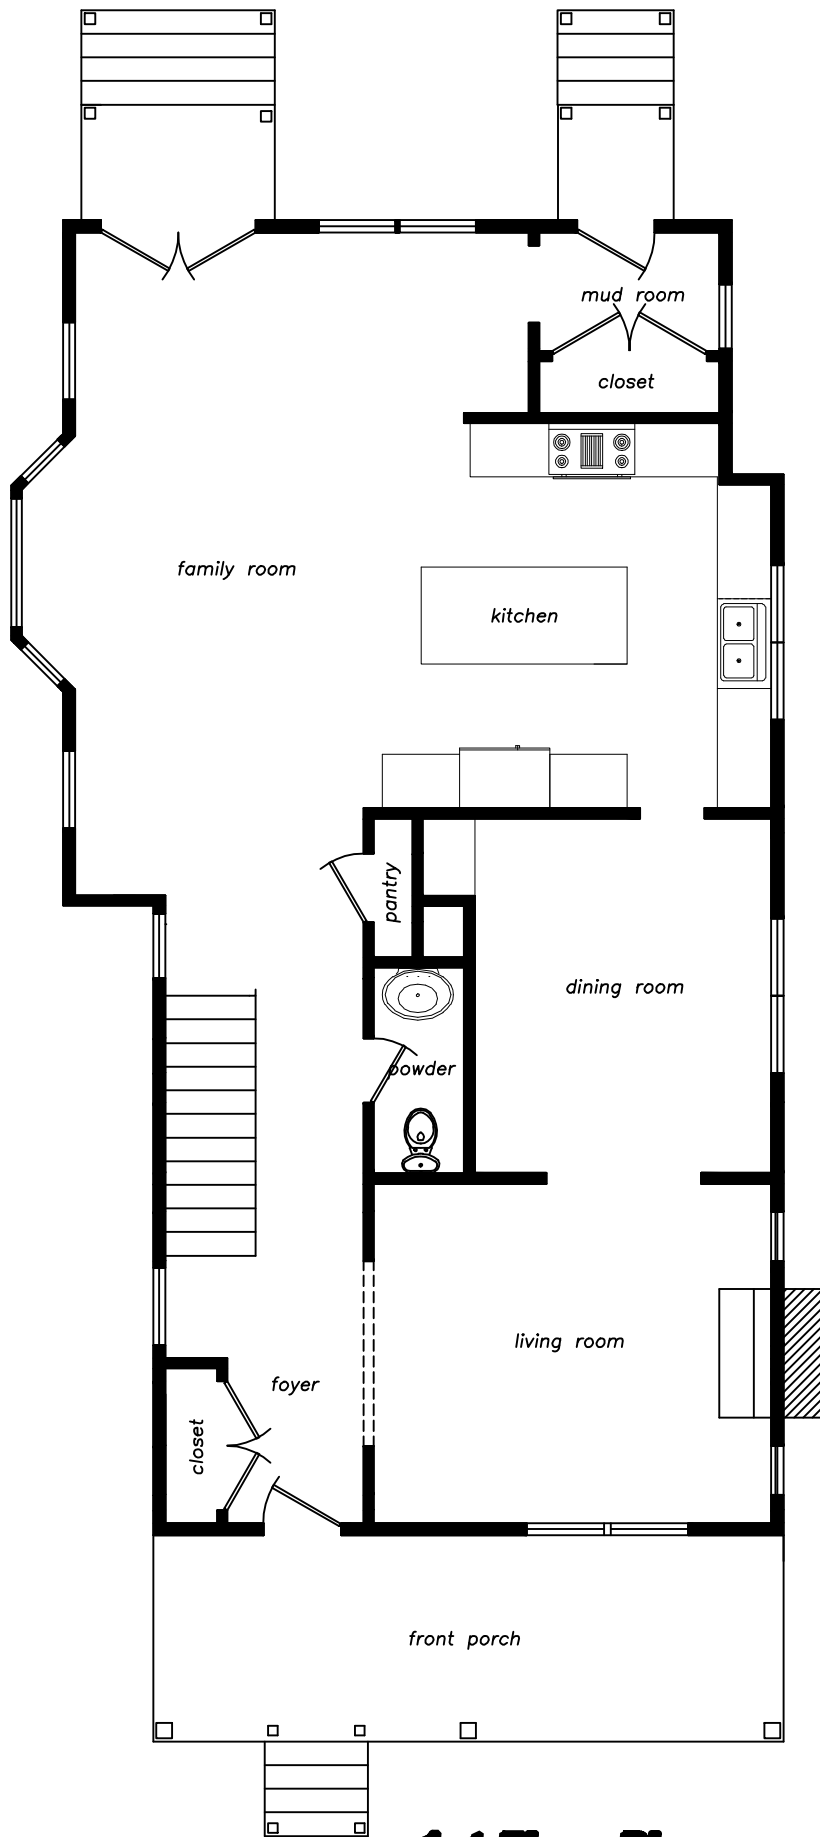 mud room
closet
family room
kitchen
pantry
dining room
powder
living room
foyer
closet
front porch